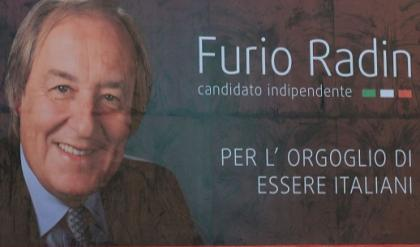 Furio Radin
candidato indipendente
PER L' ORGOGLIO DI
ESSERE ITALIANI